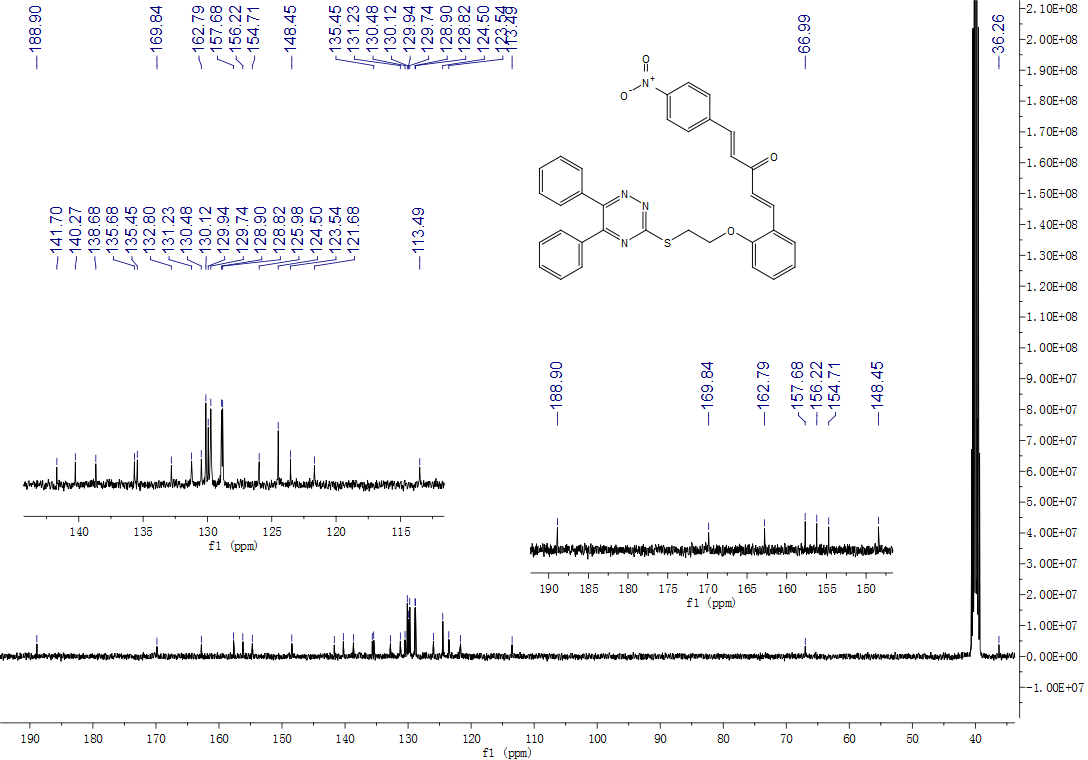 188.90
169.84
162.79
157.68
156.22
154.71
148.45
135.45
131.23
130.48
130.12
129.94
129.74
128.90
128.82
124.50
123.54
113.49
66.99
36.26
O
N+
O-
O
N
N
N
S
O
141.70
140.27
138.68
135.68
135.45
132.80
131.23
130.48
130.12
129.94
129.74
128.90
128.82
125.98
124.50
123.54
121.68
113.49
188.90
169.84
162.79
157.68
156.22
154.71
148.45
140 135 130 125 120 115
f1 (ppm)
190 185 180 175 170 165 160 155 150
f1 (ppm)
2.10E+08
2.00E+08
1.90E+08
1.80E+08
1.70E+08
1.60E+08
1.50E+08
1.40E+08
1.30E+08
1.20E+08
1.10E+08
1.00E+08
9.00E+07
8.00E+07
7.00E+07
6.00E+07
5.00E+07
4.00E+07
3.00E+07
2.00E+07
1.00E+07
0.00E+00
-1.00E+07
190 180 170 160 150 140 130 120 110 100 90 80 70 60 50 40
f1 (ppm)